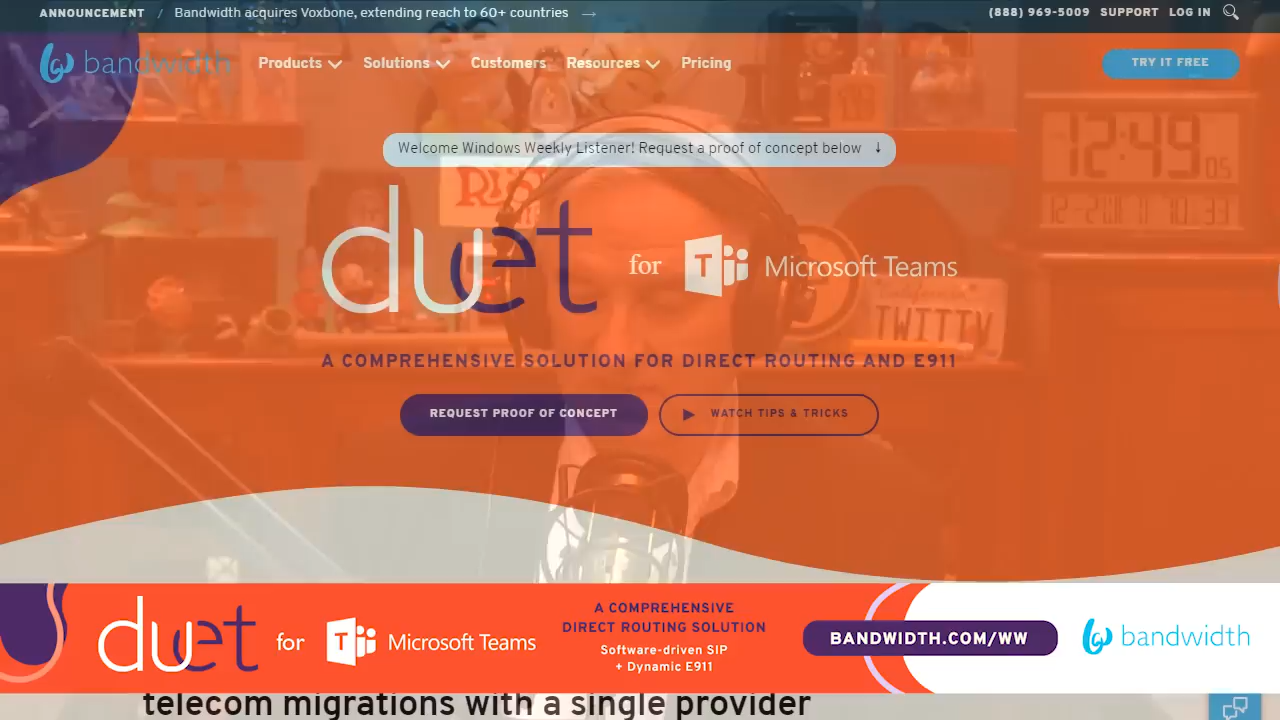 ANNOUNCEMENT / Bandwidth acquires Voxbone, extending reach to 60+ countries → (888) 969-5009 SUPPORT LOG IN
bandwidth Products Solutions Customers Resources Pricing TRY IT FREE
12:49 05
Welcome Windows Weekly Listener! Request a proof of concept below ↓
duet for T Microsoft Teams
TWITTV
A COMPREHENSIVE SOLUTION FOR DIRECT ROUTING AND E911
REQUEST PROOF OF CONCEPT WATCH TIPS & TRICKS
duet for T Microsoft Teams
A COMPREHENSIVE
DIRECT ROUTING SOLUTION
Software-driven SIP
+ Dynamic E911
BANDWIDTH.COM/WW
bandwidth
telecom migrations with a single provider